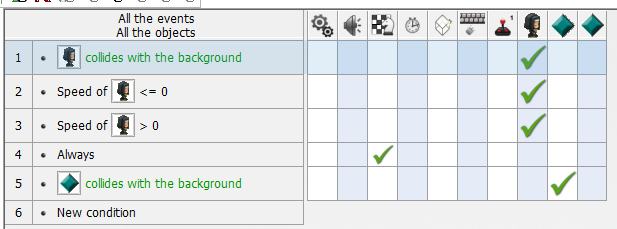 All the events
All the objects
1 • collides with the background
2 • Speed of <= 0
3 • Speed of > 0
4 • Always
5 • collides with the background
6 • New condition
1